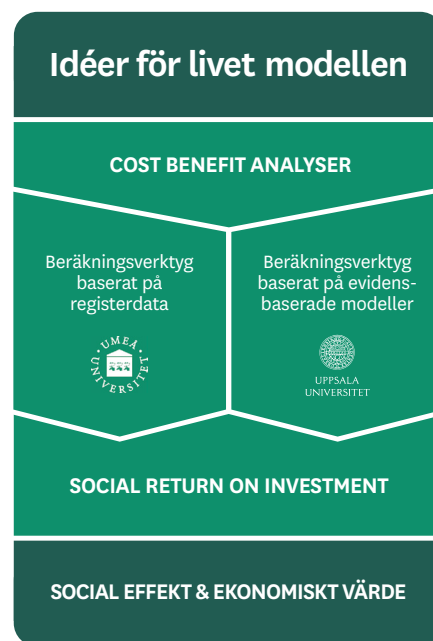 Idéer för livet modellen
COST BENEFIT ANALYSER
Beräkningsverktyg
baserat på
registerdata
· UMEÅ ·
UNIVERSITET
Beräkningsverktyg
baserat på evidens-
baserade modeller
UPPSALA
UNIVERSITET
SOCIAL RETURN ON INVESTMENT
SOCIAL EFFEKT & EKONOMISKT VÄRDE